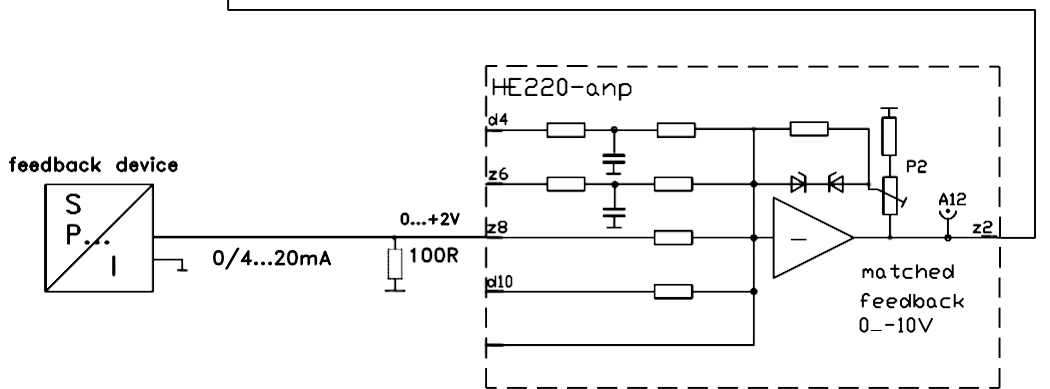 HE220-anp
d4
feedback device
P2
z6
S
P...
I
A12
0...+2V
z8
z2
0/4...20mA
100R
matched
feedback
0...-10V
d10